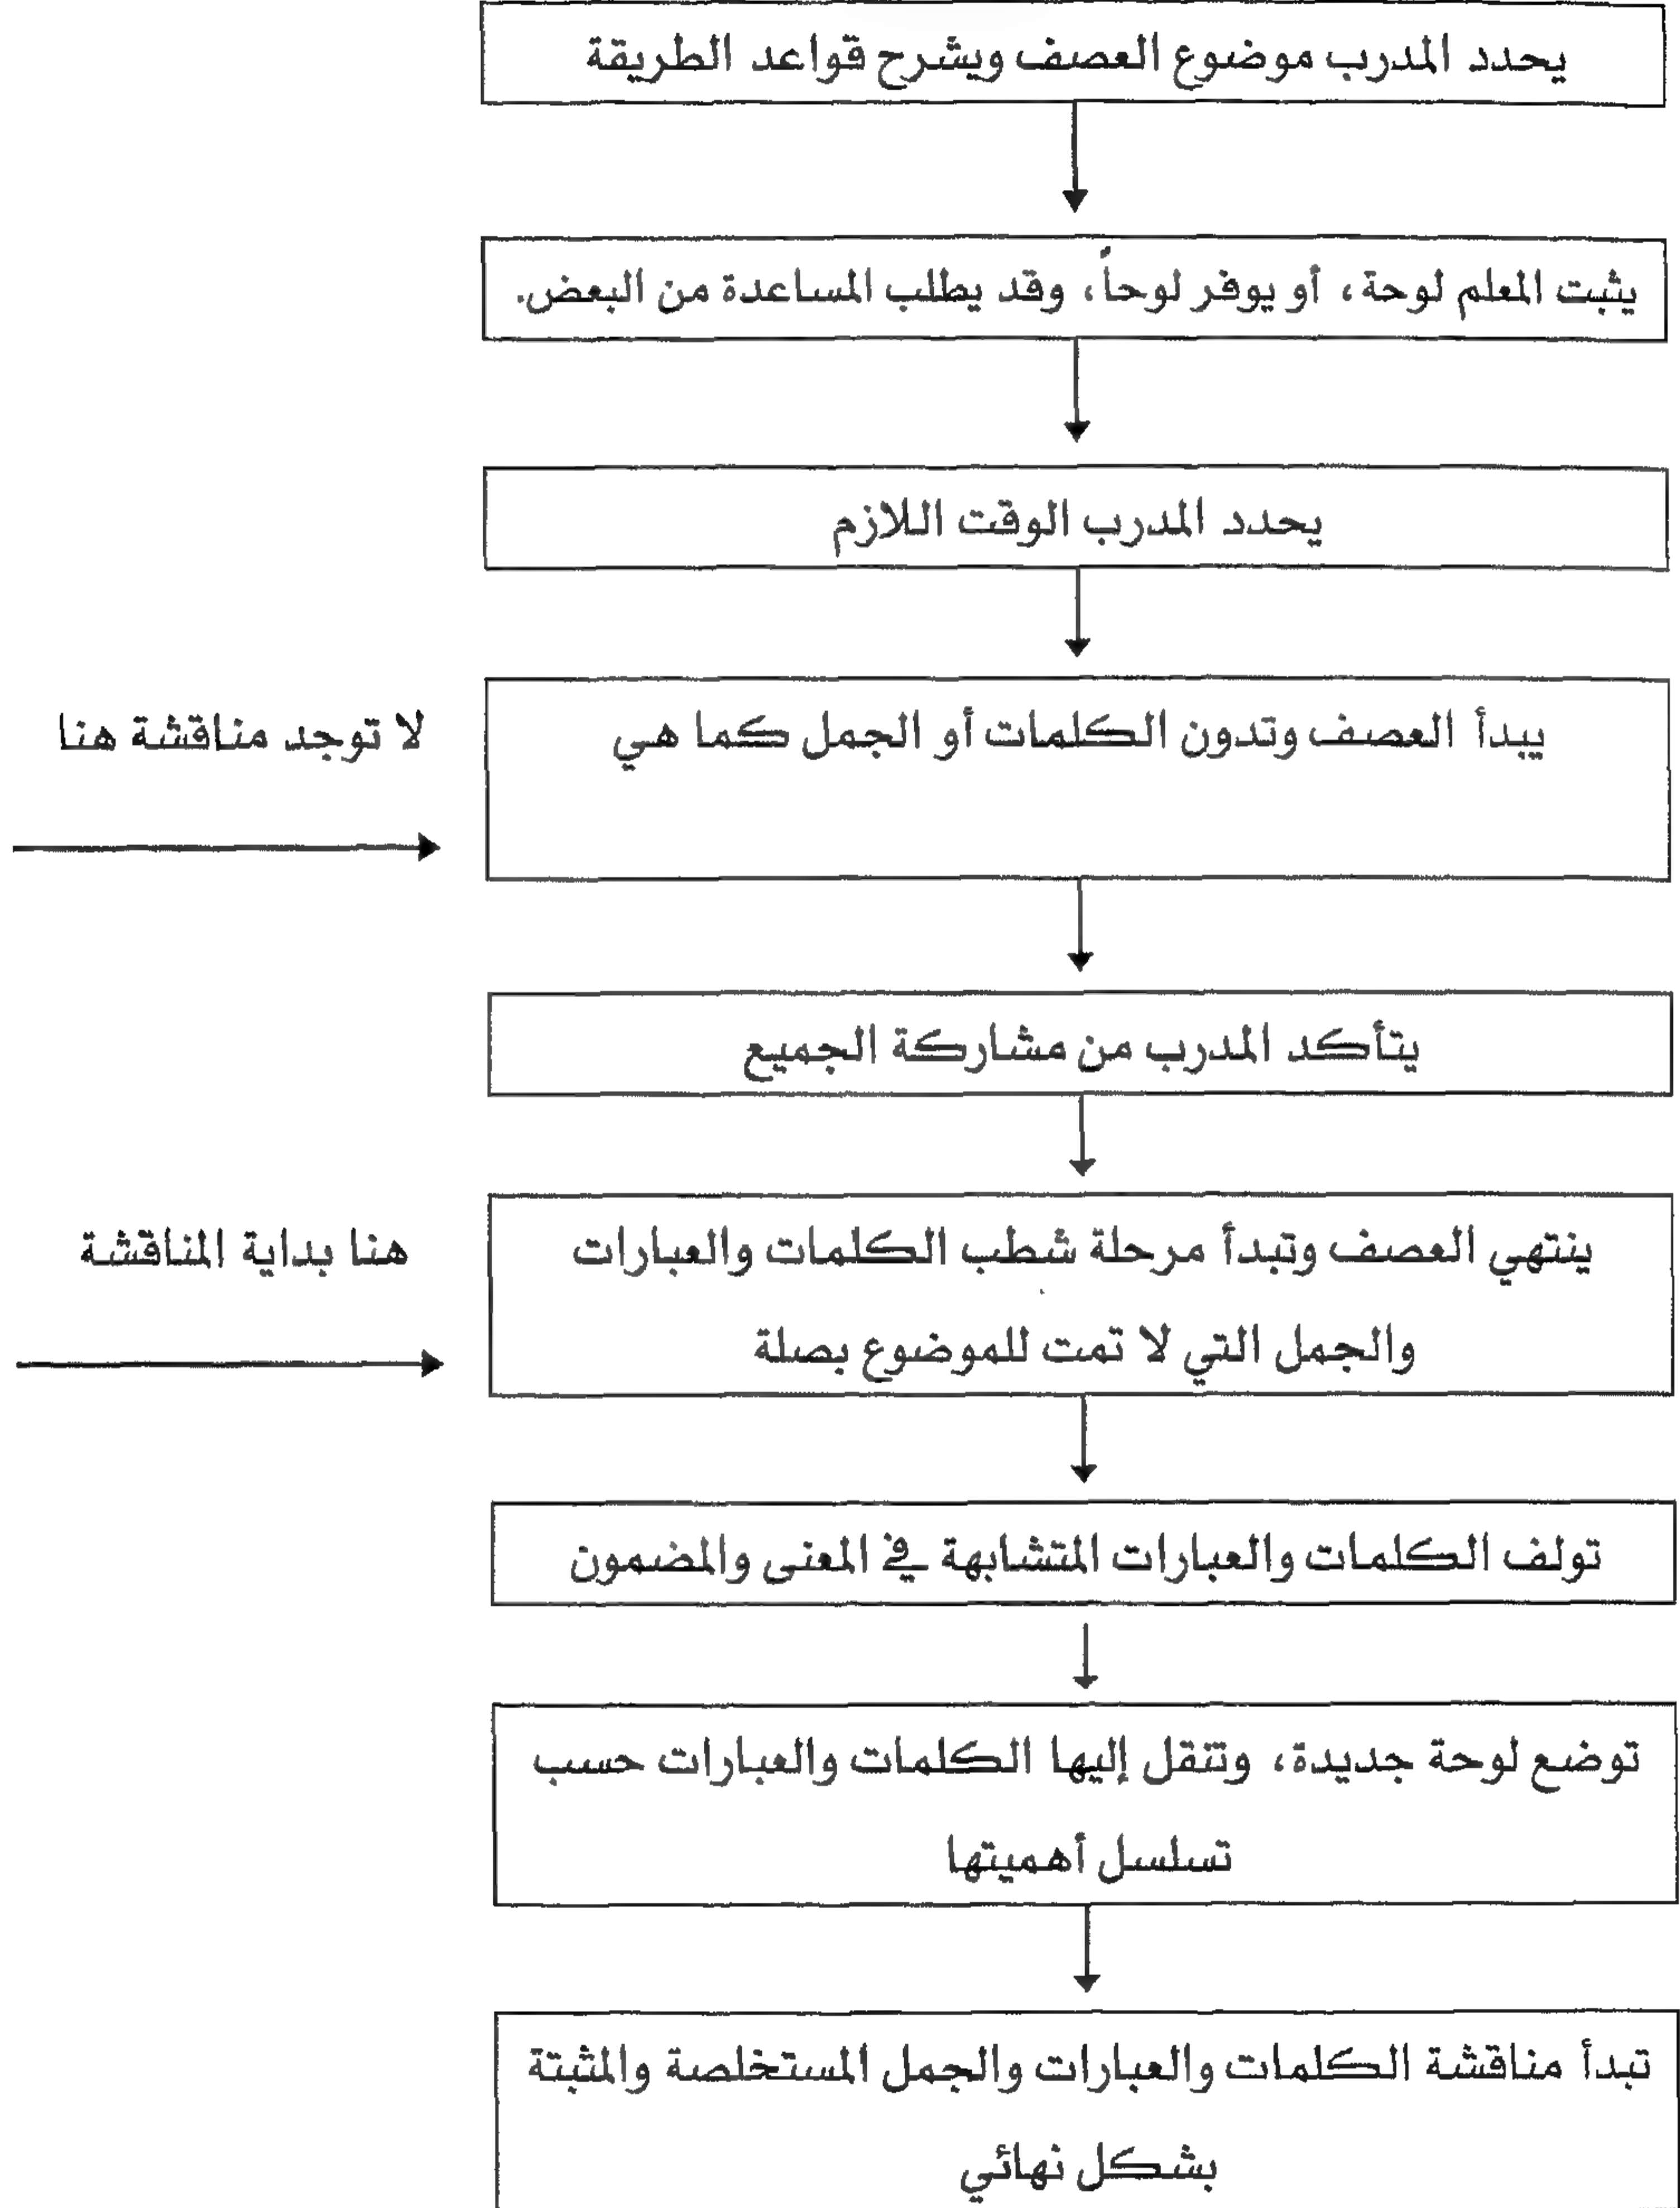 يحدد المدرب موضوع العصف ويشرح قواعد الطريقة
يثبت المعلم لوحة، أو يوفر لوحاً، وقد يطلب المساعدة من البعض.
يحدد المدرب الوقت اللازم
يبدأ العصف وتدون الكلمات أو الجمل كما هي
لا توجد مناقشة هنا
يتأكد المدرب من مشاركة الجميع
ينتهي العصف وتبدأ مرحلة شطب الكلمات والعبارات
والجمل التي لا تمت للموضوع بصلة
هنا بداية المناقشة
تولف الكلمات والعبارات المتشابهة في المعنى والمضمون
توضع لوحة جديدة، وتنقل إليها الكلمات والعبارات حسب
تسلسل أهميتها
تبدأ مناقشة الكلمات والعبارات والجمل المستخلصة والمثبتة
بشكل نهائي